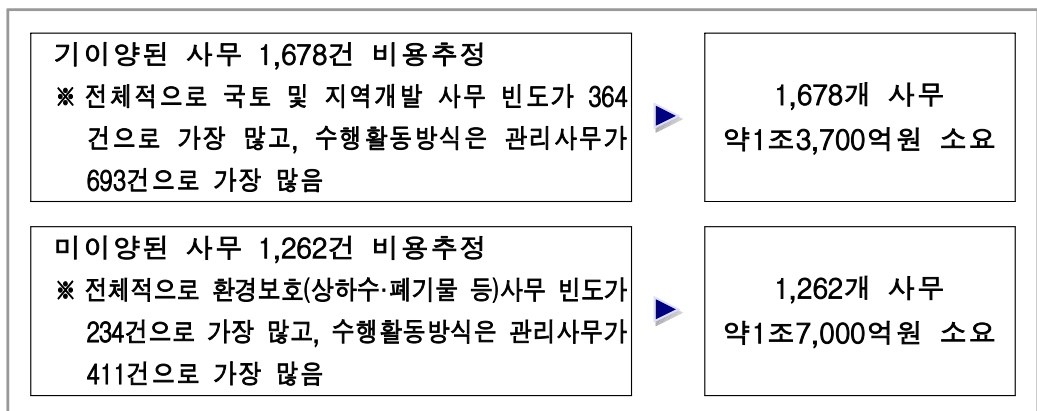 기이양된 사무 1,678건 비용추정
※ 전체적으로 국토 및 지역개발 사무 빈도가 364
건으로 가장 많고, 수행활동방식은 관리사무가
693건으로 가장 많음
1,678개 사무
약1조3,700억원 소요
미이양된 사무 1,262건 비용추정
※ 전체적으로 환경보호(상하수·폐기물 등)사무 빈도가
234건으로 가장 많고, 수행활동방식은 관리사무가
411건으로 가장 많음
1,262개 사무
약1조7,000억원 소요